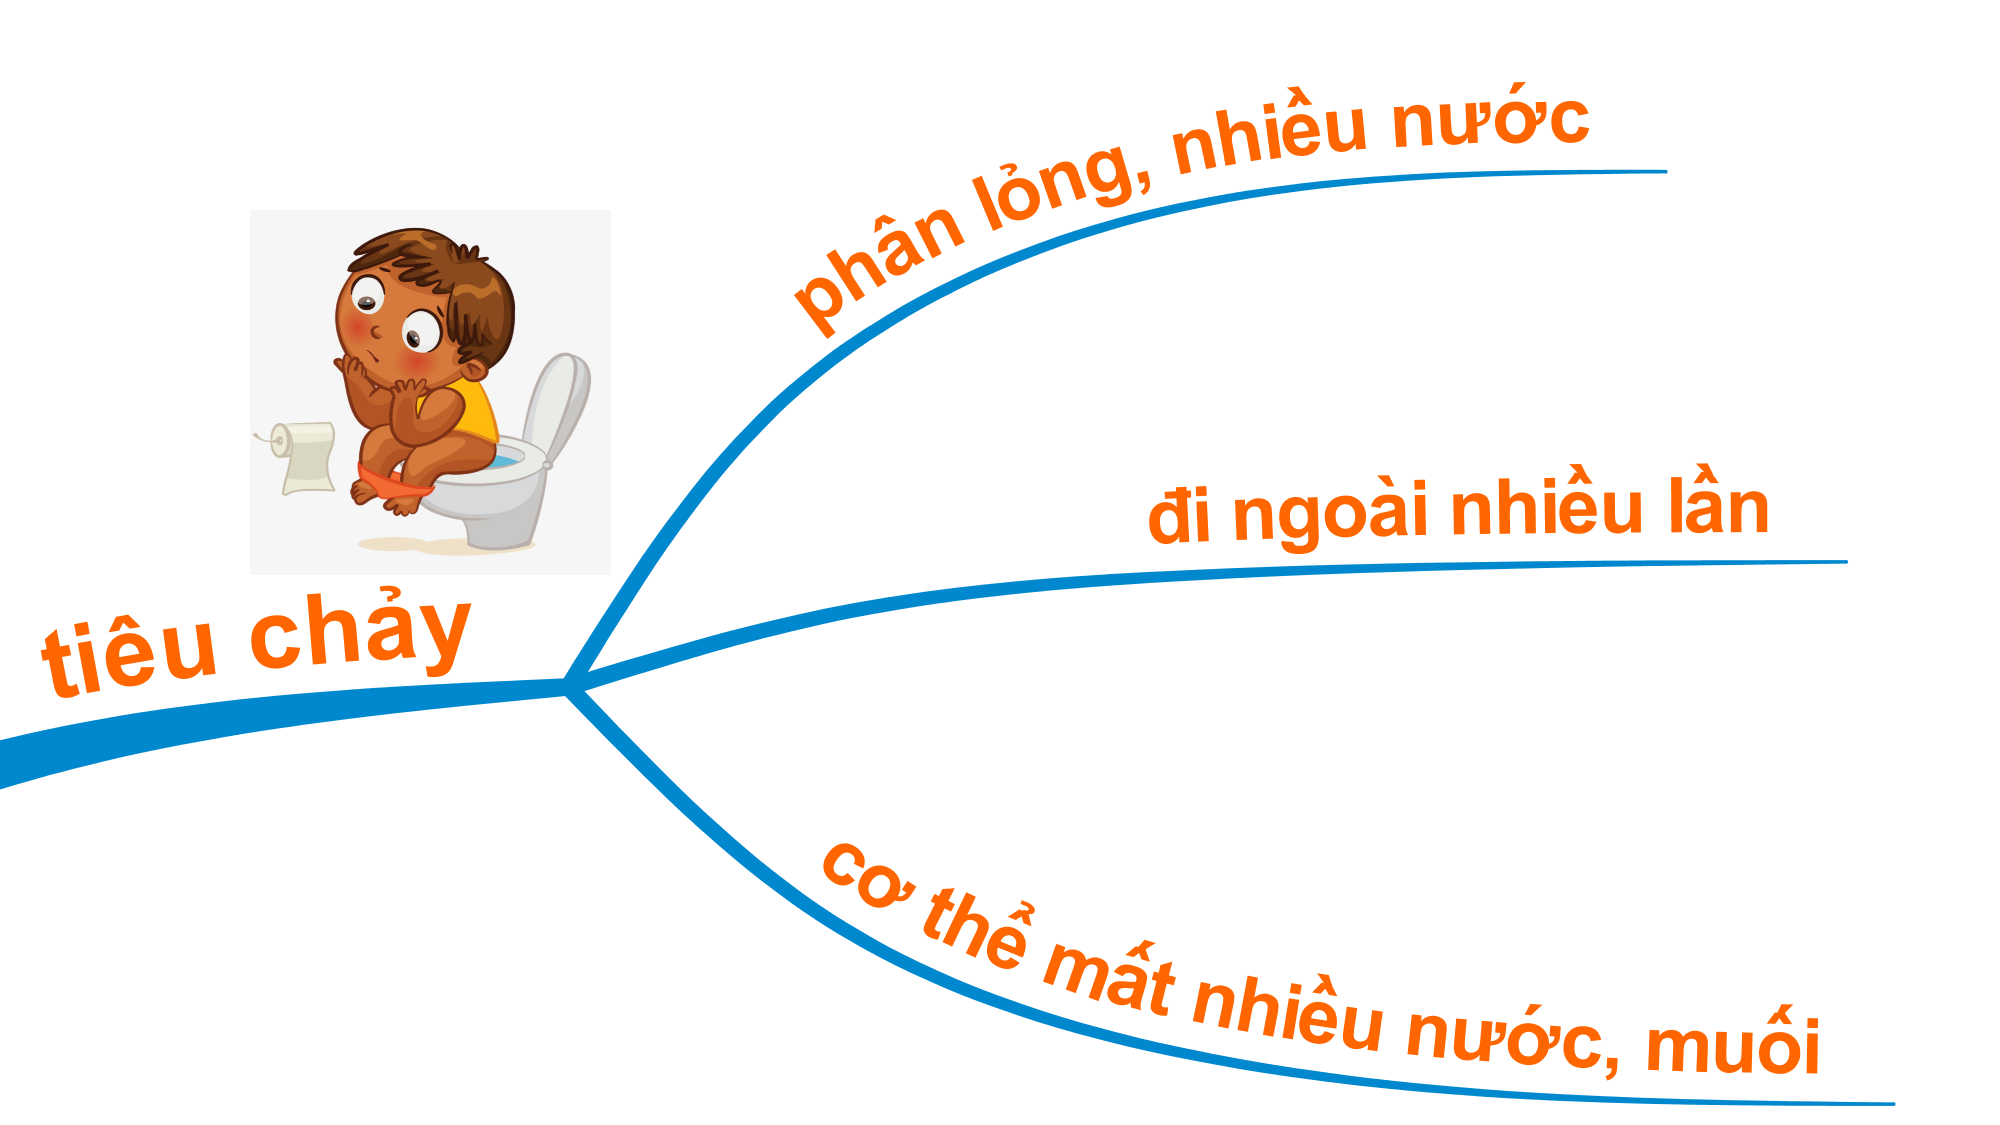 tiêu chảy
phân lỏng, nhiều nước
đi ngoài nhiều lần
cơ thể mất nhiều nước, muối